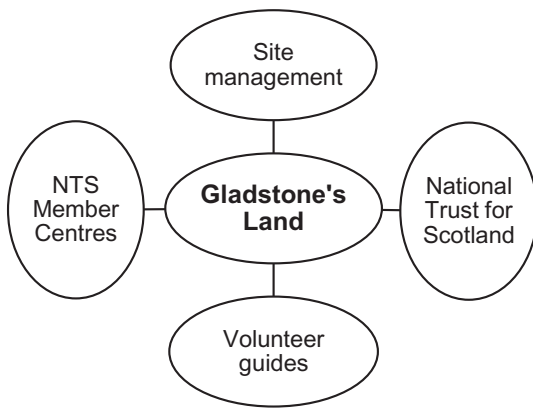 Site
management
NTS
Member
Centres
Gladstone's
Land
National
Trust for
Scotland
Volunteer
guides